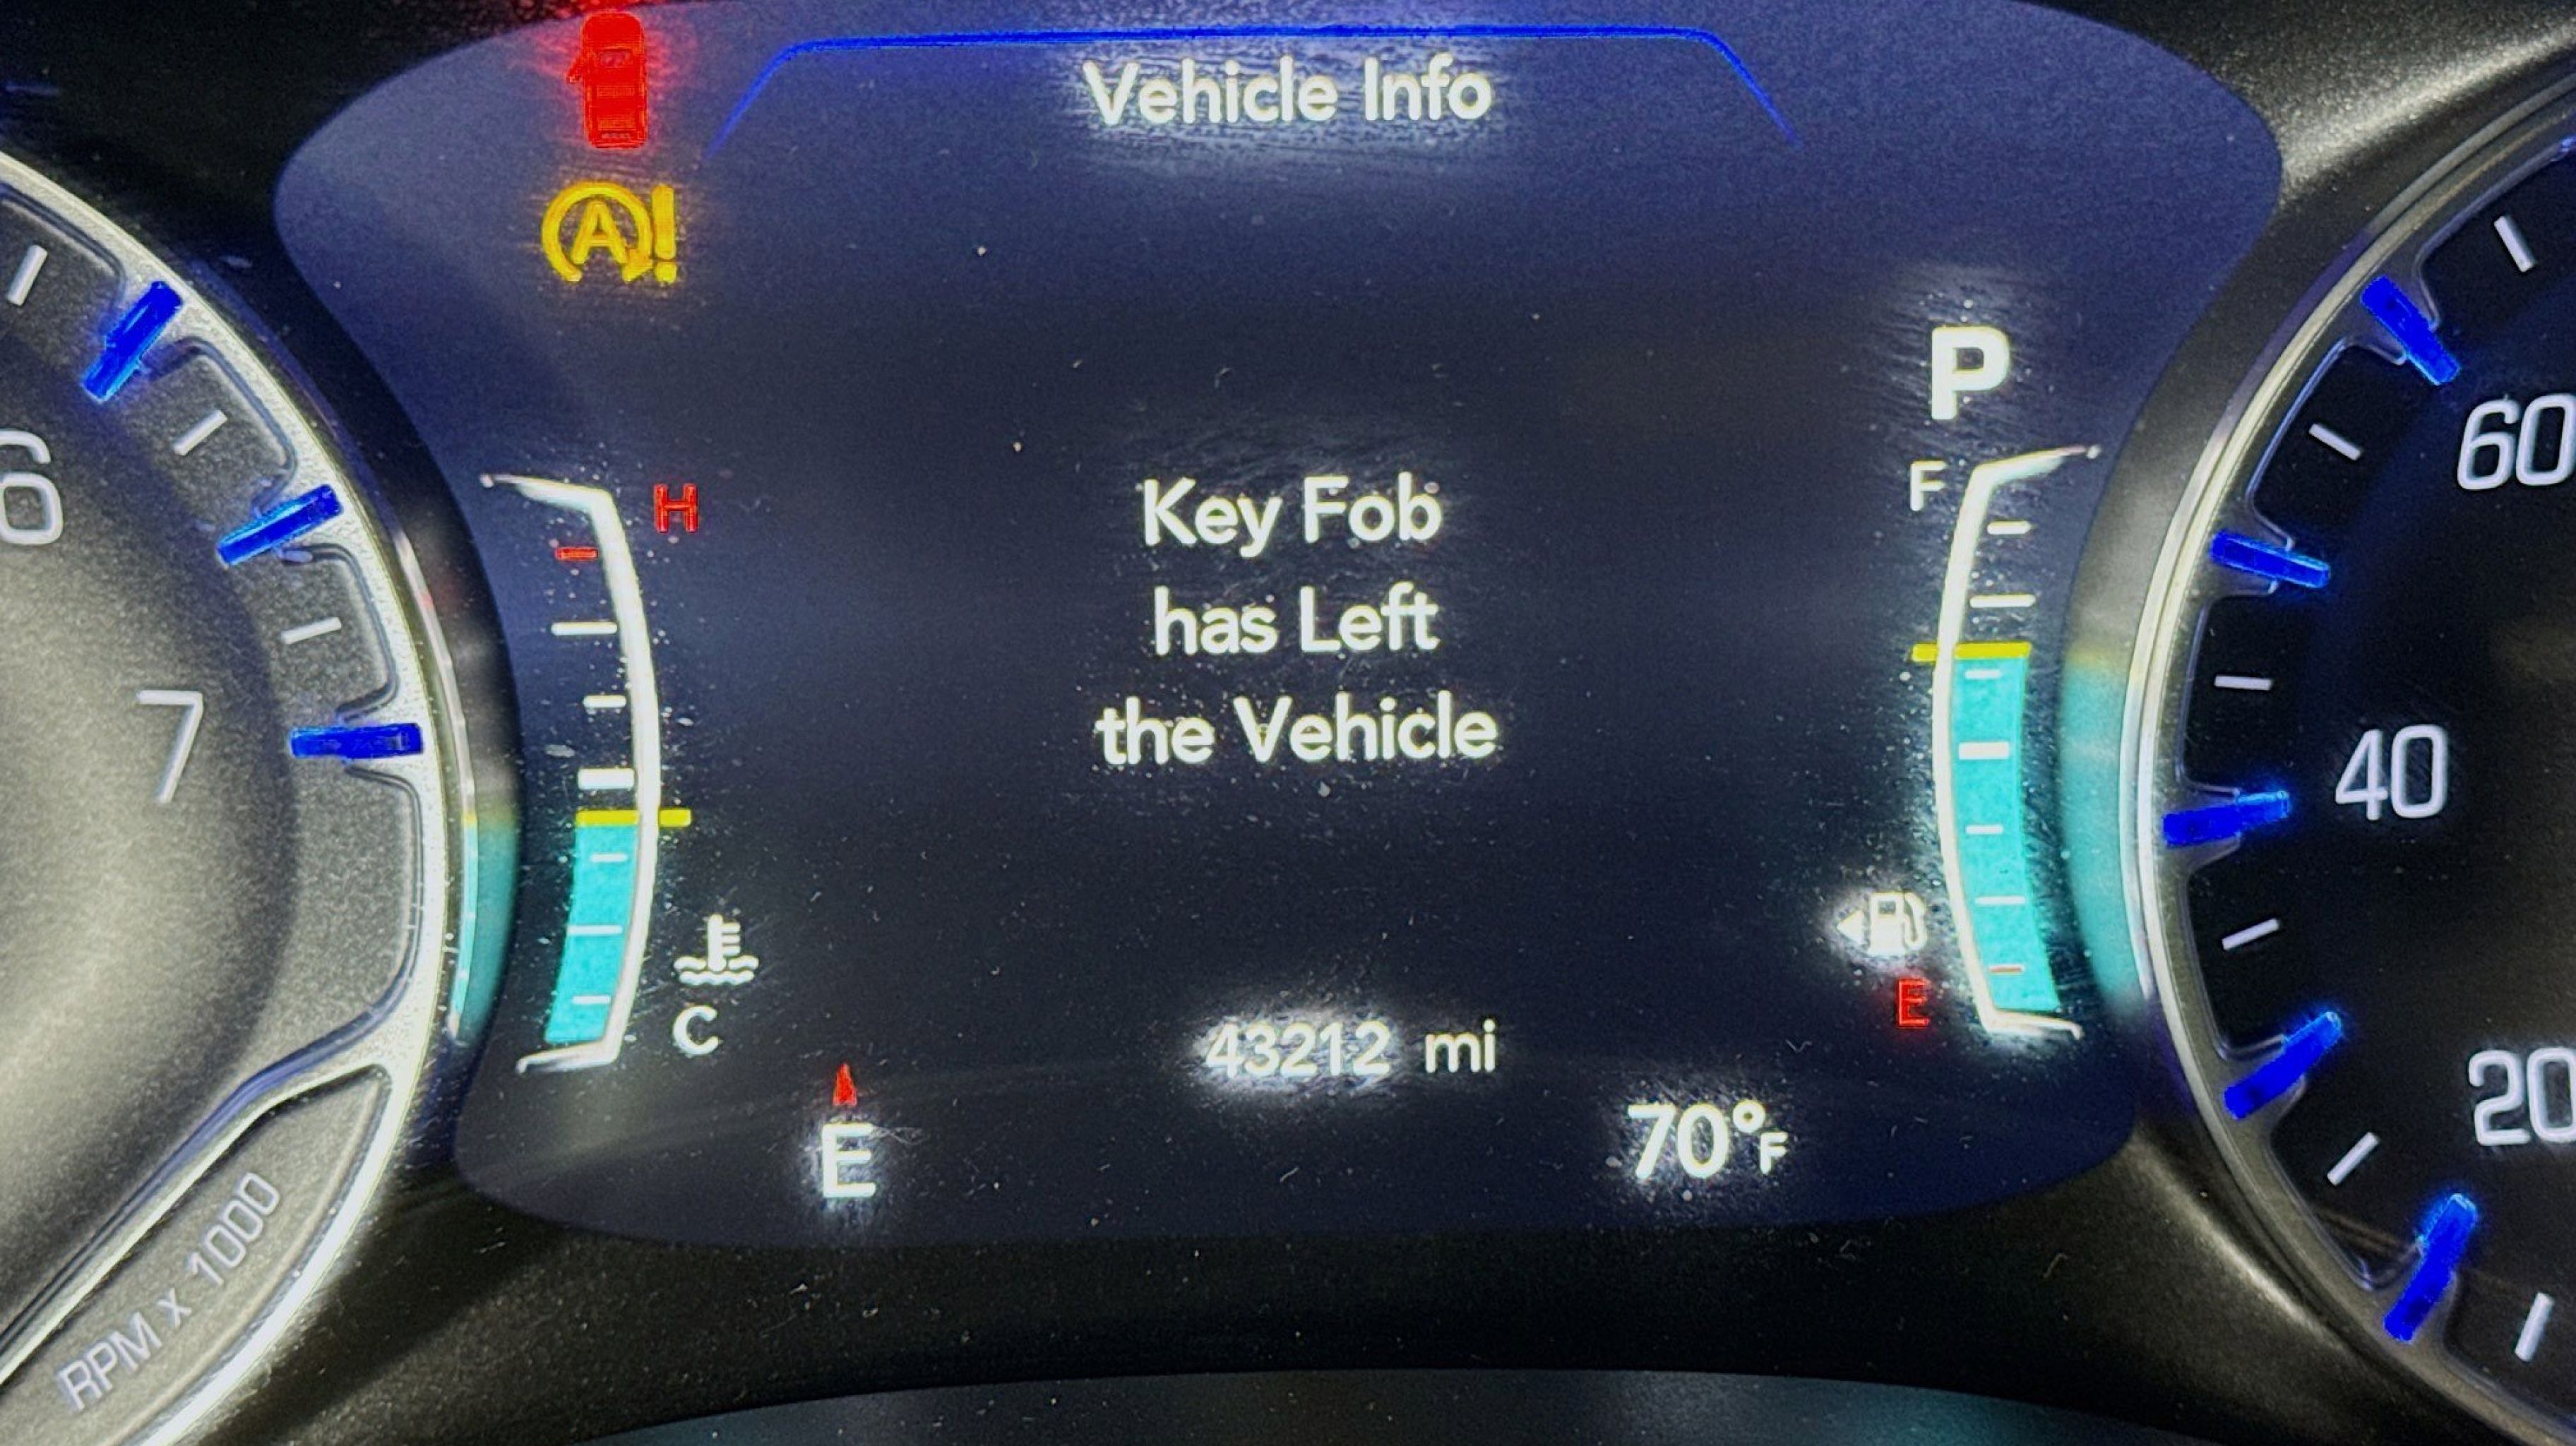 Vehicle Info
A!
P
6
H
F
60
Key Fob
has Left
the Vehicle
7
40
C
E
43212 mi
20
E
70°F
RPM x 1000